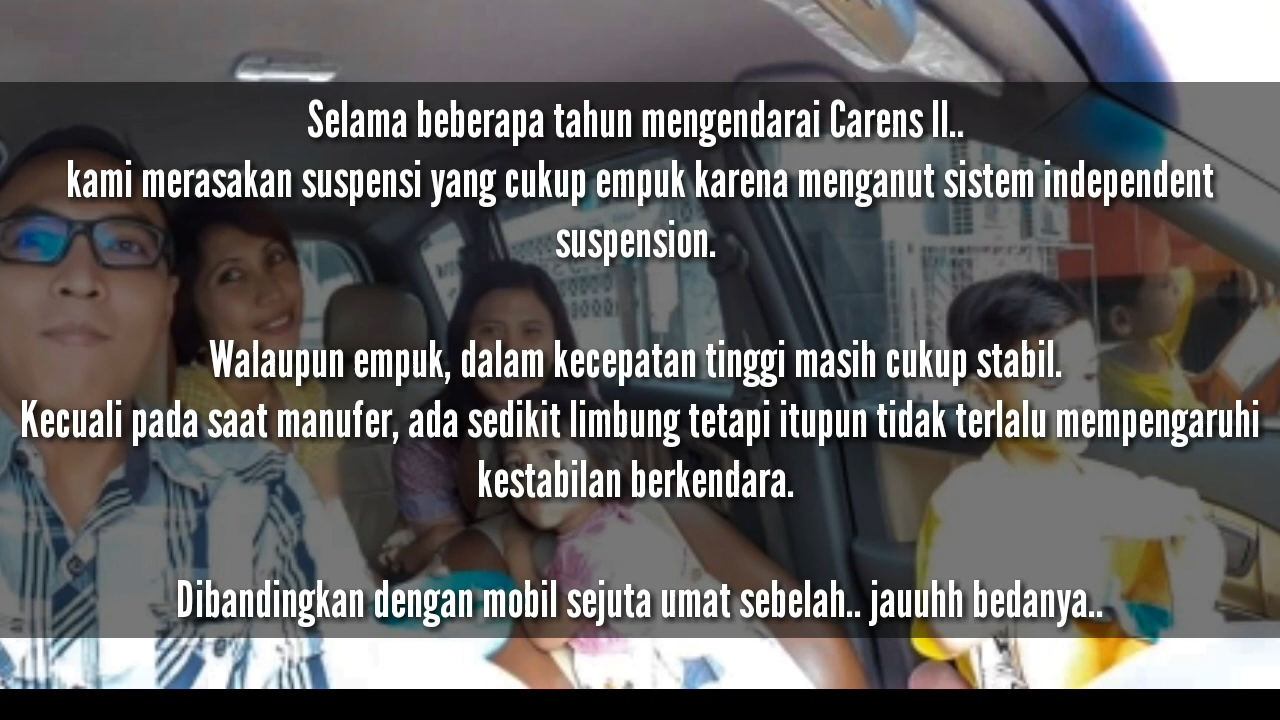 Selama beberapa tahun mengendarai Carens II..
kami merasakan suspensi yang cukup empuk karena menganut sistem independent
suspension.
Walaupun empuk, dalam kecepatan tinggi masih cukup stabil.
Kecuali pada saat manufer, ada sedikit limbung tetapi itupun tidak terlalu mempengaruhi
kestabilan berkendara.
Dibandingkan dengan mobil sejuta umat sebelah.. jauuhh bedanya..